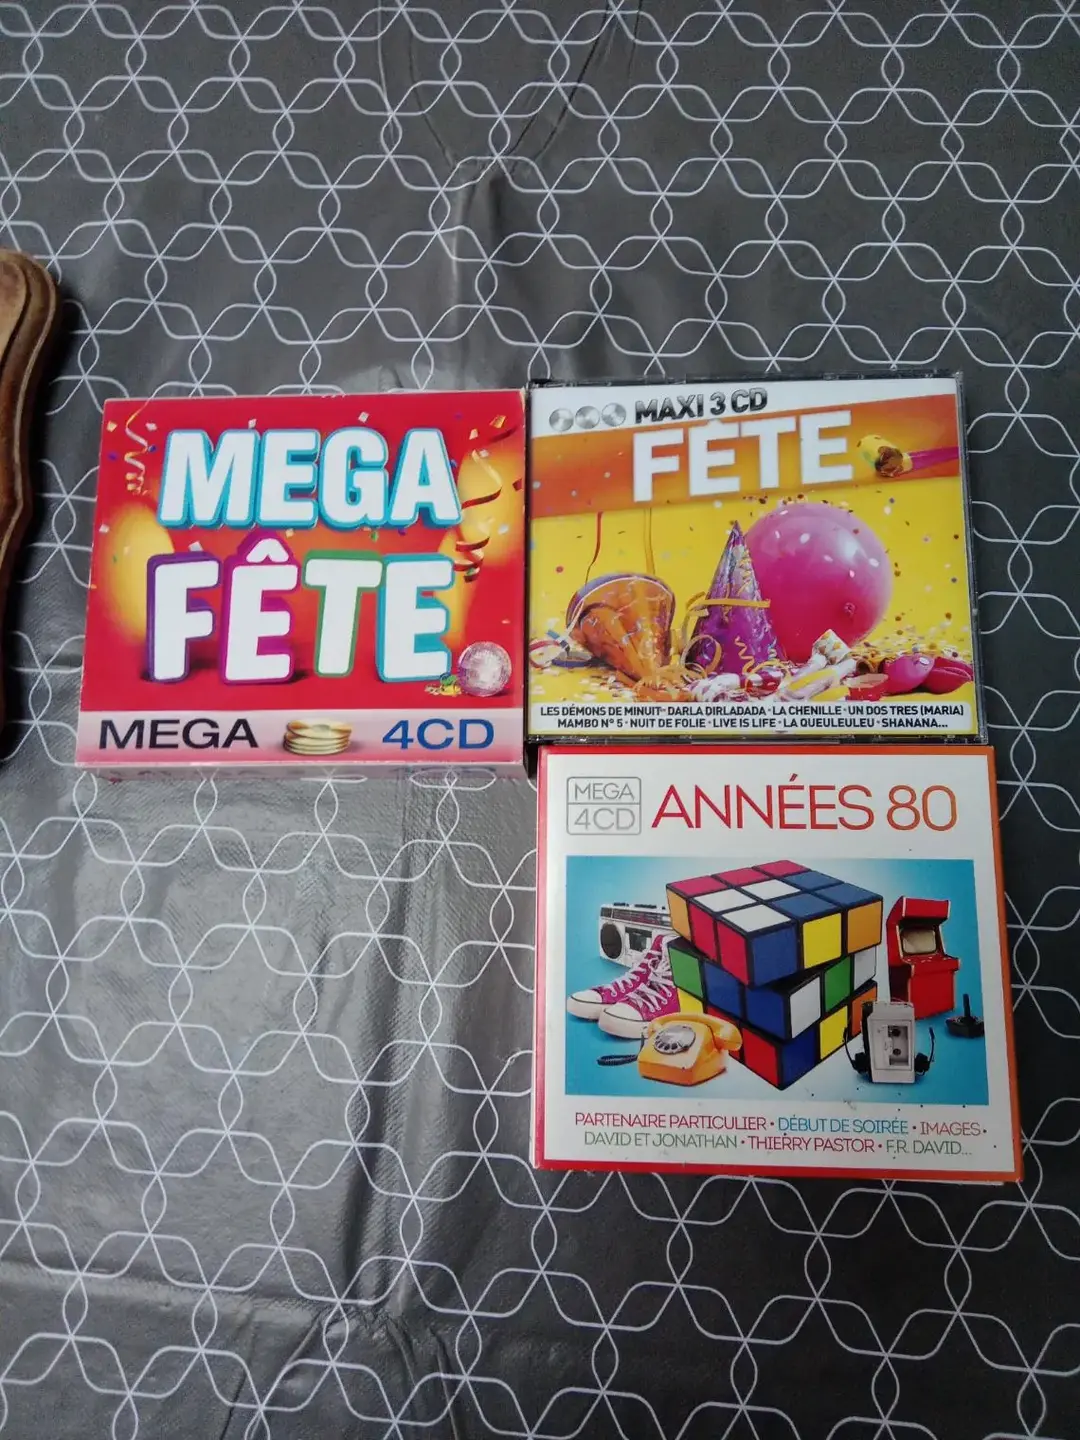 MEGA
FÊTE
MEGA 4CD
MAXI 3 CD
FÊTE
LES DÉMONS DE MINUIT · DARLA DIRLADADA · LA CHENILLE · UN DOS TRES (MARIA)
MAMBO N° 5 · NUIT DE FOLIE · LIVE IS LIFE · LA QUEULEULEU · SHANANA...
MEGA
4CD
ANNÉES 80
PARTENAIRE PARTICULIER • DÉBUT DE SOIRÉE • IMAGES •
DAVID ET JONATHAN • THIERRY PASTOR • F.R. DAVID...